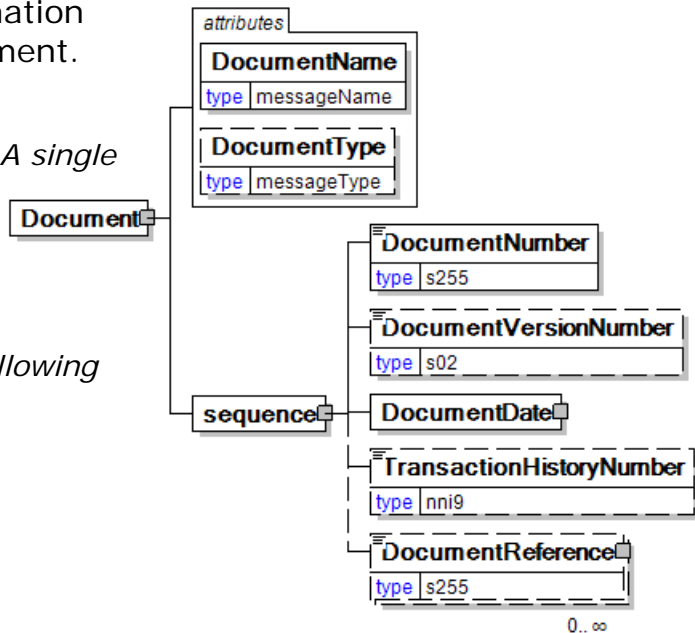 nation
ment.
A single
llowing
attributes
DocumentName
type messageName
DocumentType
type messageType
Document
sequence
DocumentNumber
type s255
DocumentVersionNumber
type s02
DocumentDate
TransactionHistoryNumber
type nni9
DocumentReference
type s255
0..∞